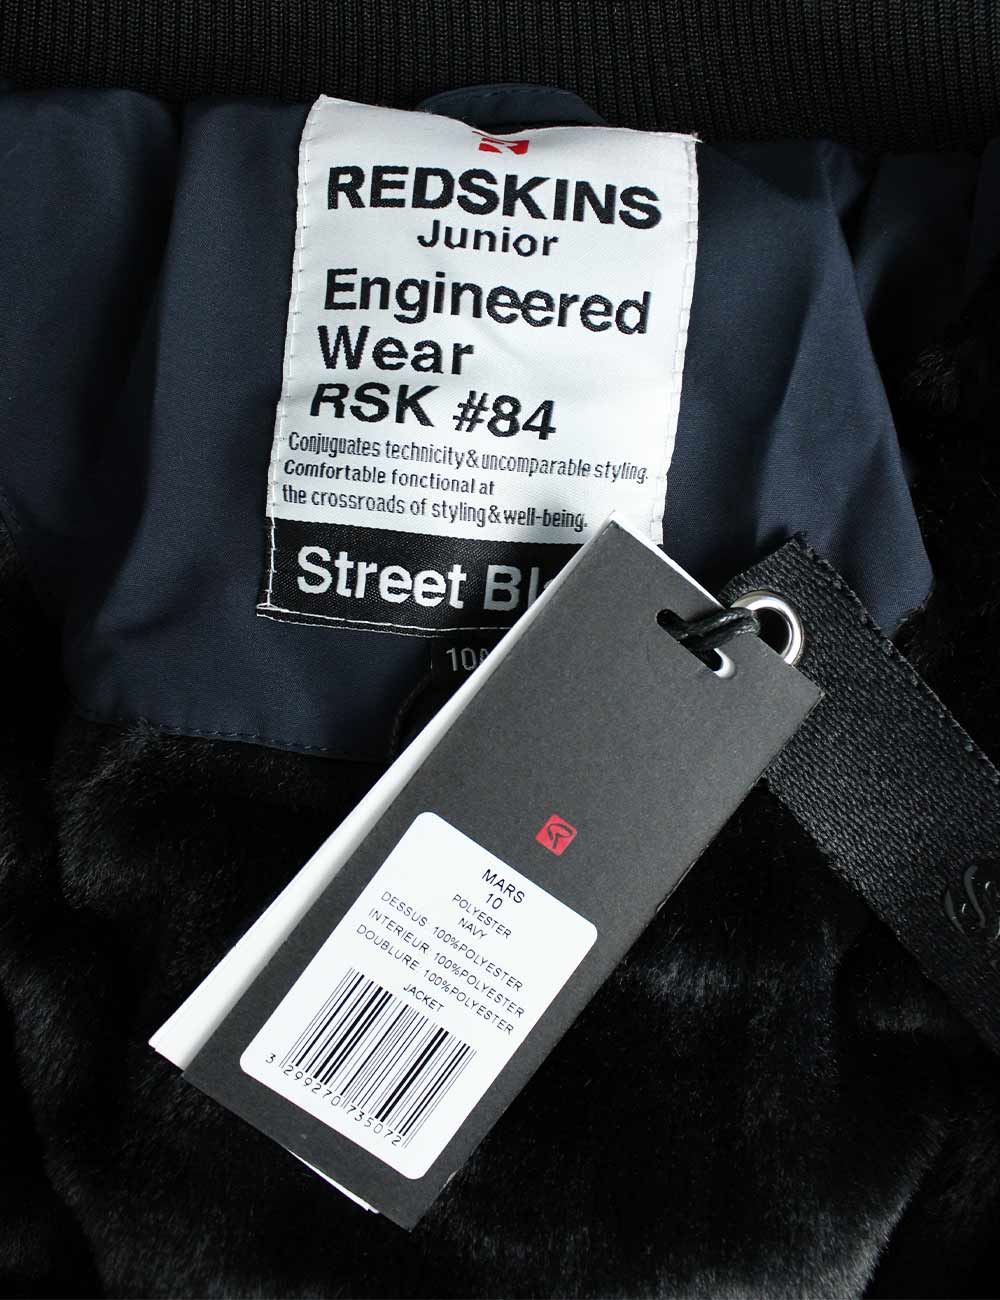 REDSKINS
Junior
Engineered
Wear
RSK #84
Conjuguates technicity & uncomparable styling.
Comfortable fonctional at
the crossroads of styling & well-being.
Street
MARS
10
POLYESTER
NAVY
DESSUS 100%POLYESTER
INTERIEUR 100%POLYESTER
DOUBLURE 100%POLYESTER
JACKET
3 299270 735072